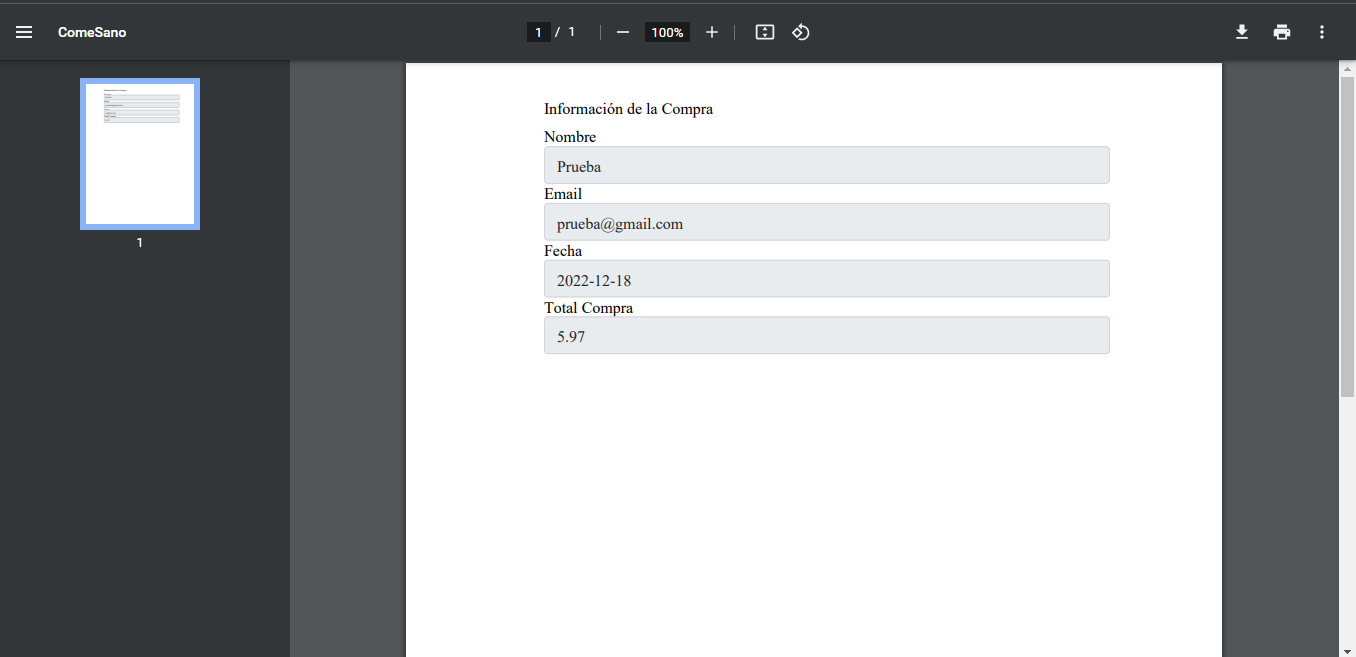 ComeSano
1 / 1
100%
1
Información de la Compra
Nombre
Prueba
Email
prueba@gmail.com
Fecha
2022-12-18
Total Compra
5.97